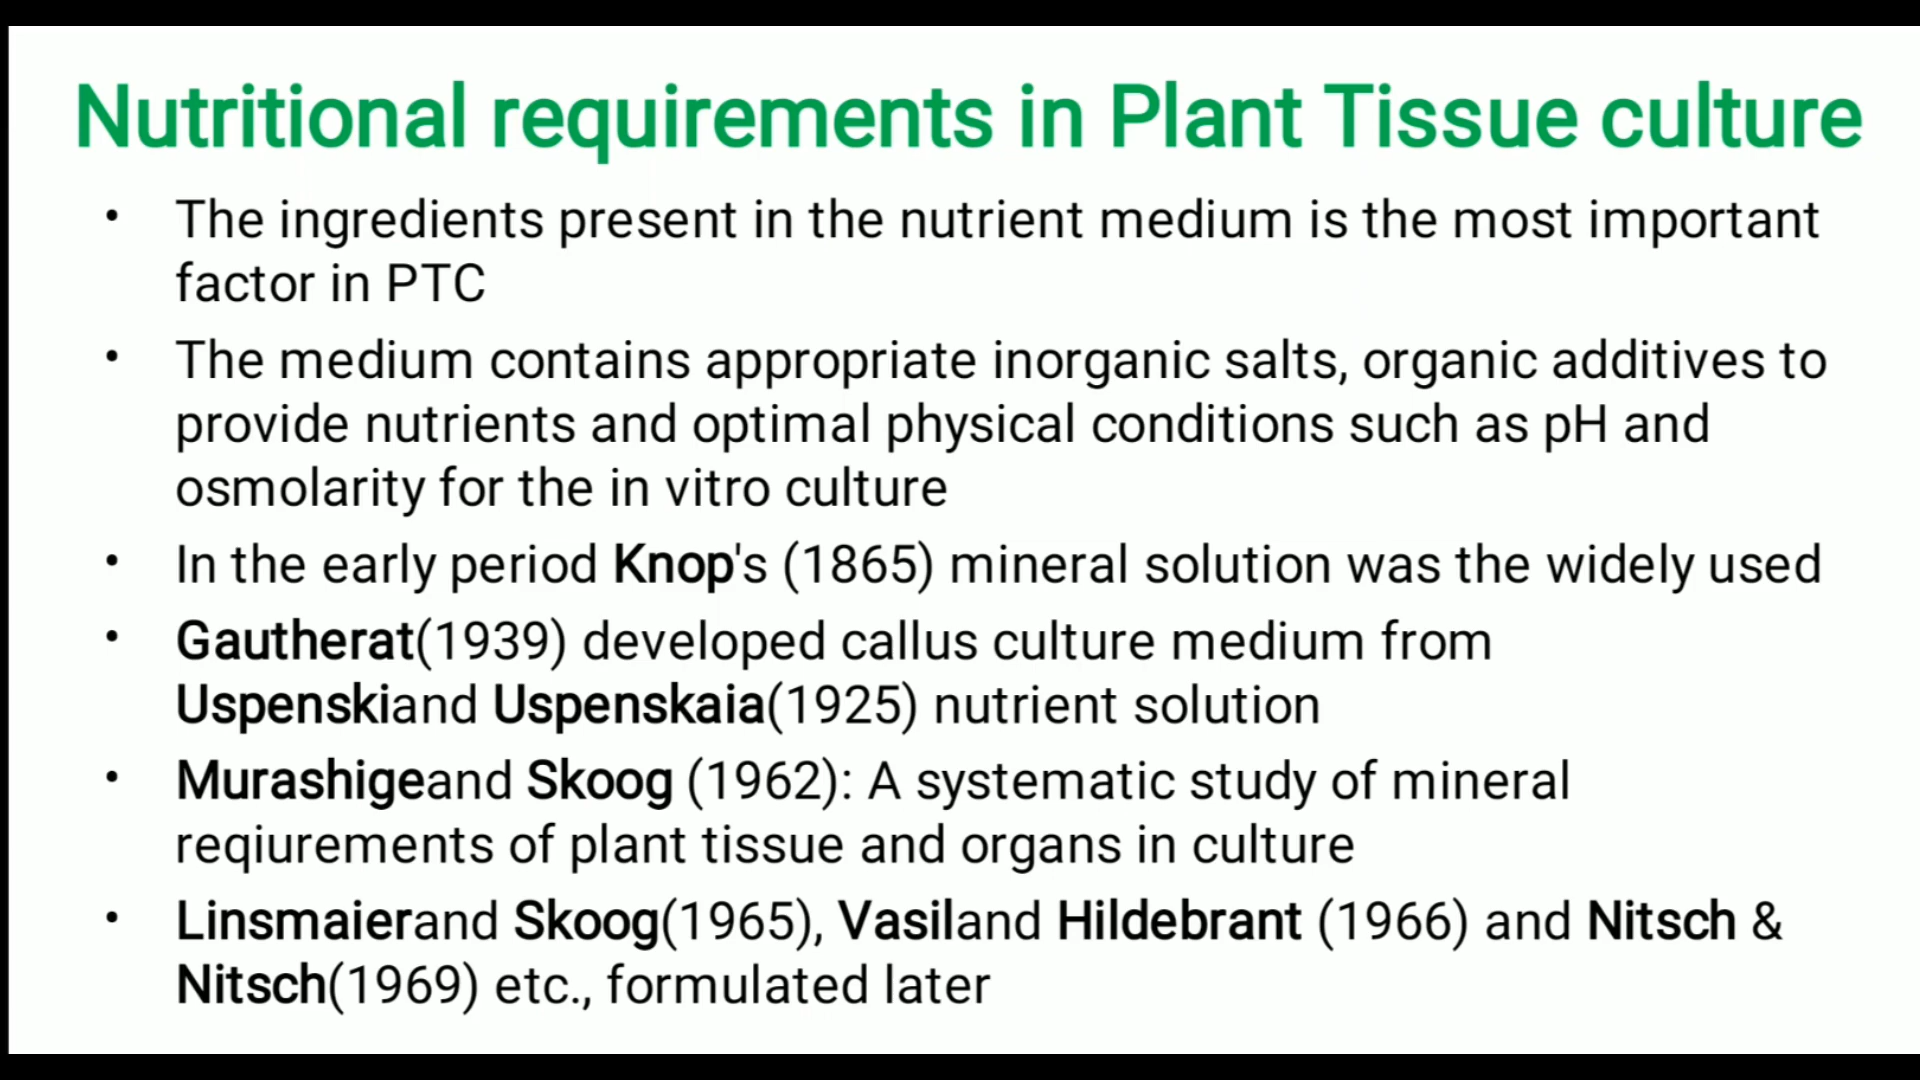 Nutritional requirements in Plant Tissue culture
• The ingredients present in the nutrient medium is the most important
factor in PTC
• The medium contains appropriate inorganic salts, organic additives to
provide nutrients and optimal physical conditions such as pH and
osmolarity for the in vitro culture
• In the early period Knop's (1865) mineral solution was the widely used
• Gautherat(1939) developed callus culture medium from
Uspenskiand Uspenskaia(1925) nutrient solution
• Murashigeand Skoog (1962): A systematic study of mineral
reqiurements of plant tissue and organs in culture
• Linsmaierand Skoog(1965), Vasiland Hildebrant (1966) and Nitsch &
Nitsch(1969) etc., formulated later